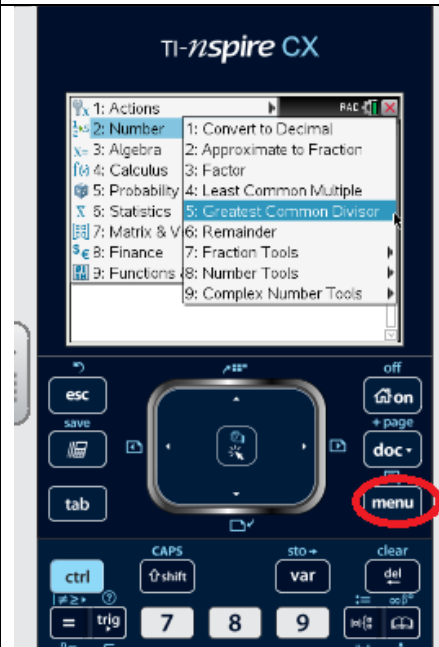 TI-nspire CX
1: Actions
RAD
2: Number
1: Convert to Decimal
3: Algebra
2: Approximate to Fraction
4: Calculus
3: Factor
5: Probability
4: Least Common Multiple
6: Statistics
5: Greatest Common Divisor
7: Matrix & V
6: Remainder
8: Finance
7: Fraction Tools
9: Functions &
8: Number Tools
9: Complex Number Tools
off
esc
on
save
+ page
doc
tab
menu
CAPS
sto
clear
ctrl
shift
var
del
= trig 7 8 9